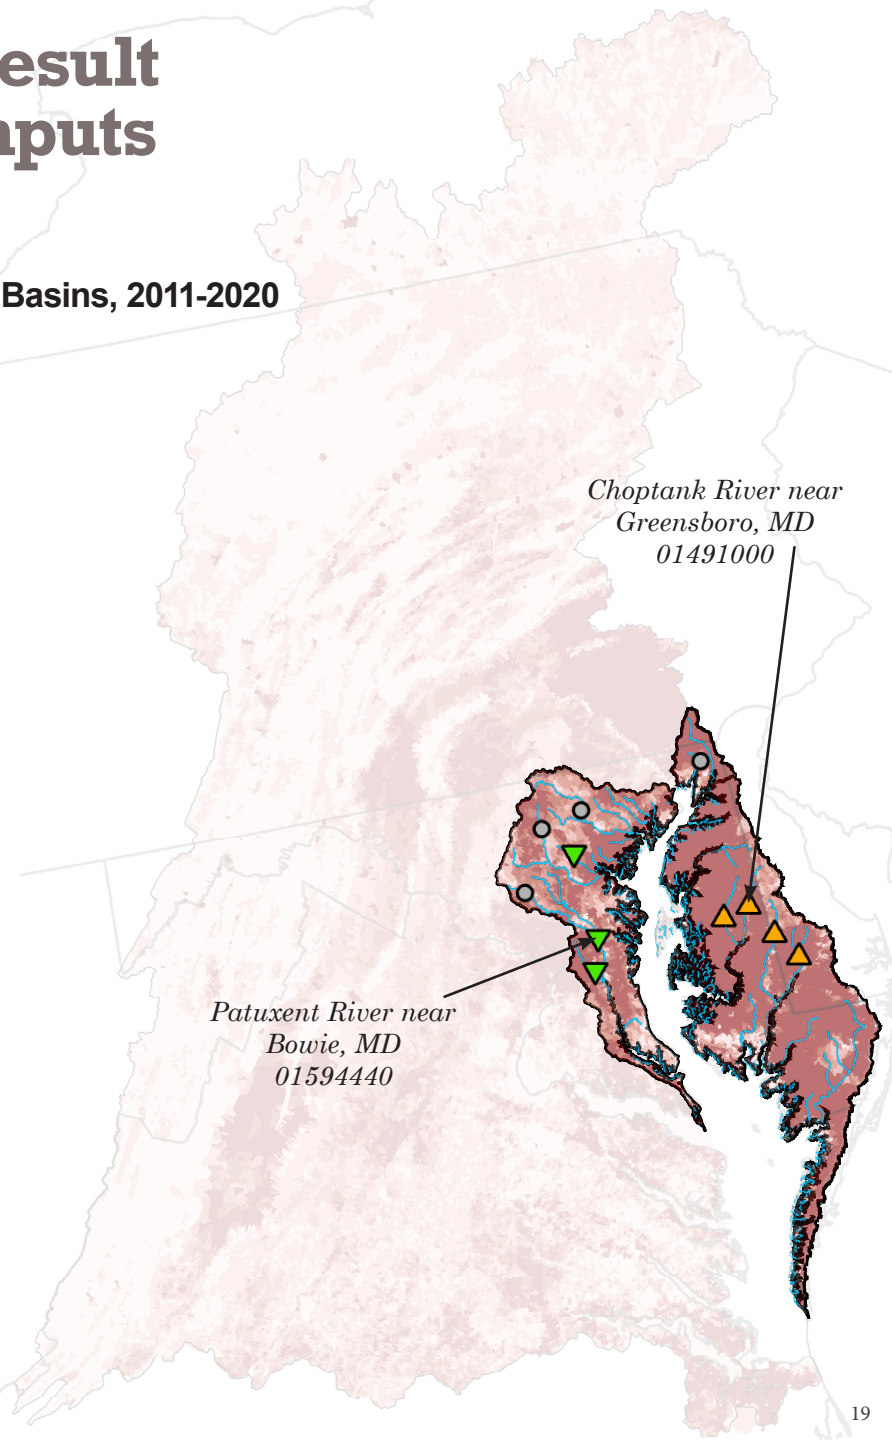 esult
nputs
Basins, 2011-2020
Choptank River near
Greensboro, MD
01491000
Patuxent River near
Bowie, MD
01594440
19